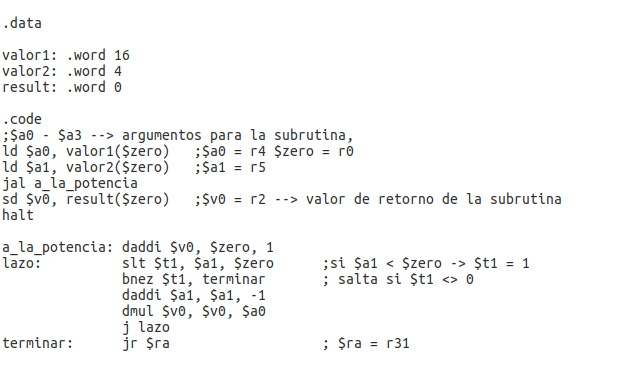 .data
valor1: .word 16
valor2: .word 4
result: .word 0
.code
;$a0 - $a3 --> argumentos para la subrutina,
ld $a0, valor1($zero)   ;$a0 = r4 $zero = r0
ld $a1, valor2($zero)   ;$a1 = r5
jal a_la_potencia
sd $v0, result($zero)   ;$v0 = r2 --> valor de retorno de la subrutina
halt
a_la_potencia: daddi $v0, $zero, 1
lazo:          slt $t1, $a1, $zero      ;si $a1 < $zero -> $t1 = 1
               bnez $t1, terminar       ; salta si $t1 <> 0
               daddi $a1, $a1, -1
               dmul $v0, $v0, $a0
               j lazo
terminar:      jr $ra                   ; $ra = r31